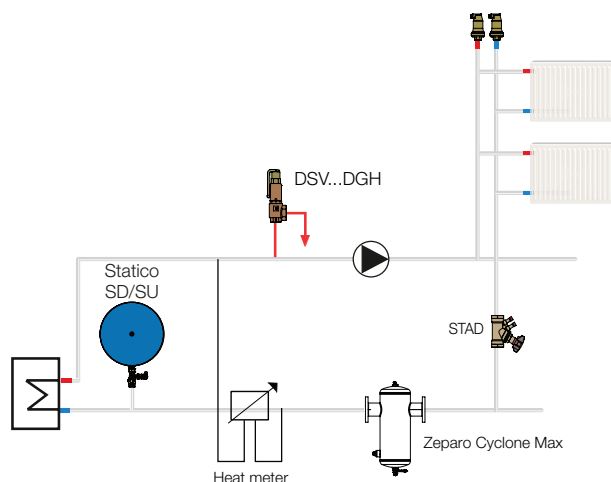 DSV...DGH
Statico
SD/SU
STAD
Zeparo Cyclone Max
Heat meter